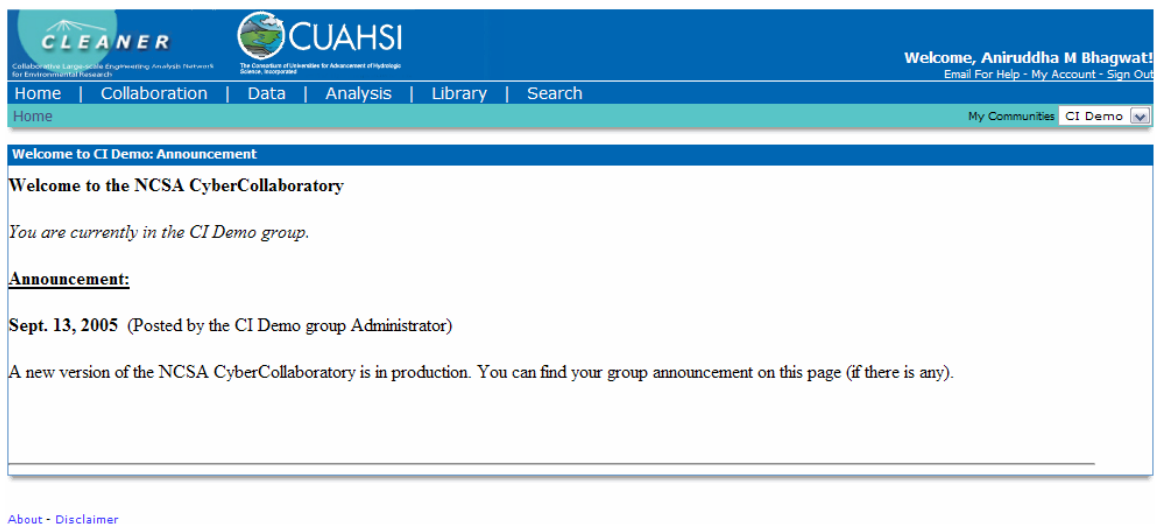 CLEANER
Collaborative Large-scale Engineering Analysis Network
for Environmental Research
CUAHSI
The Consortium of Universities for Advancement of Hydrologic
Science, Incorporated
Welcome, Aniruddha M Bhagwat!
Email For Help - My Account - Sign Out
Home | Collaboration | Data | Analysis | Library | Search
Home
My Communities CI Demo
Welcome to CI Demo: Announcement
Welcome to the NCSA CyberCollaboratory
You are currently in the CI Demo group.
Announcement:
Sept. 13, 2005 (Posted by the CI Demo group Administrator)
A new version of the NCSA CyberCollaboratory is in production. You can find your group announcement on this page (if there is any).
About - Disclaimer